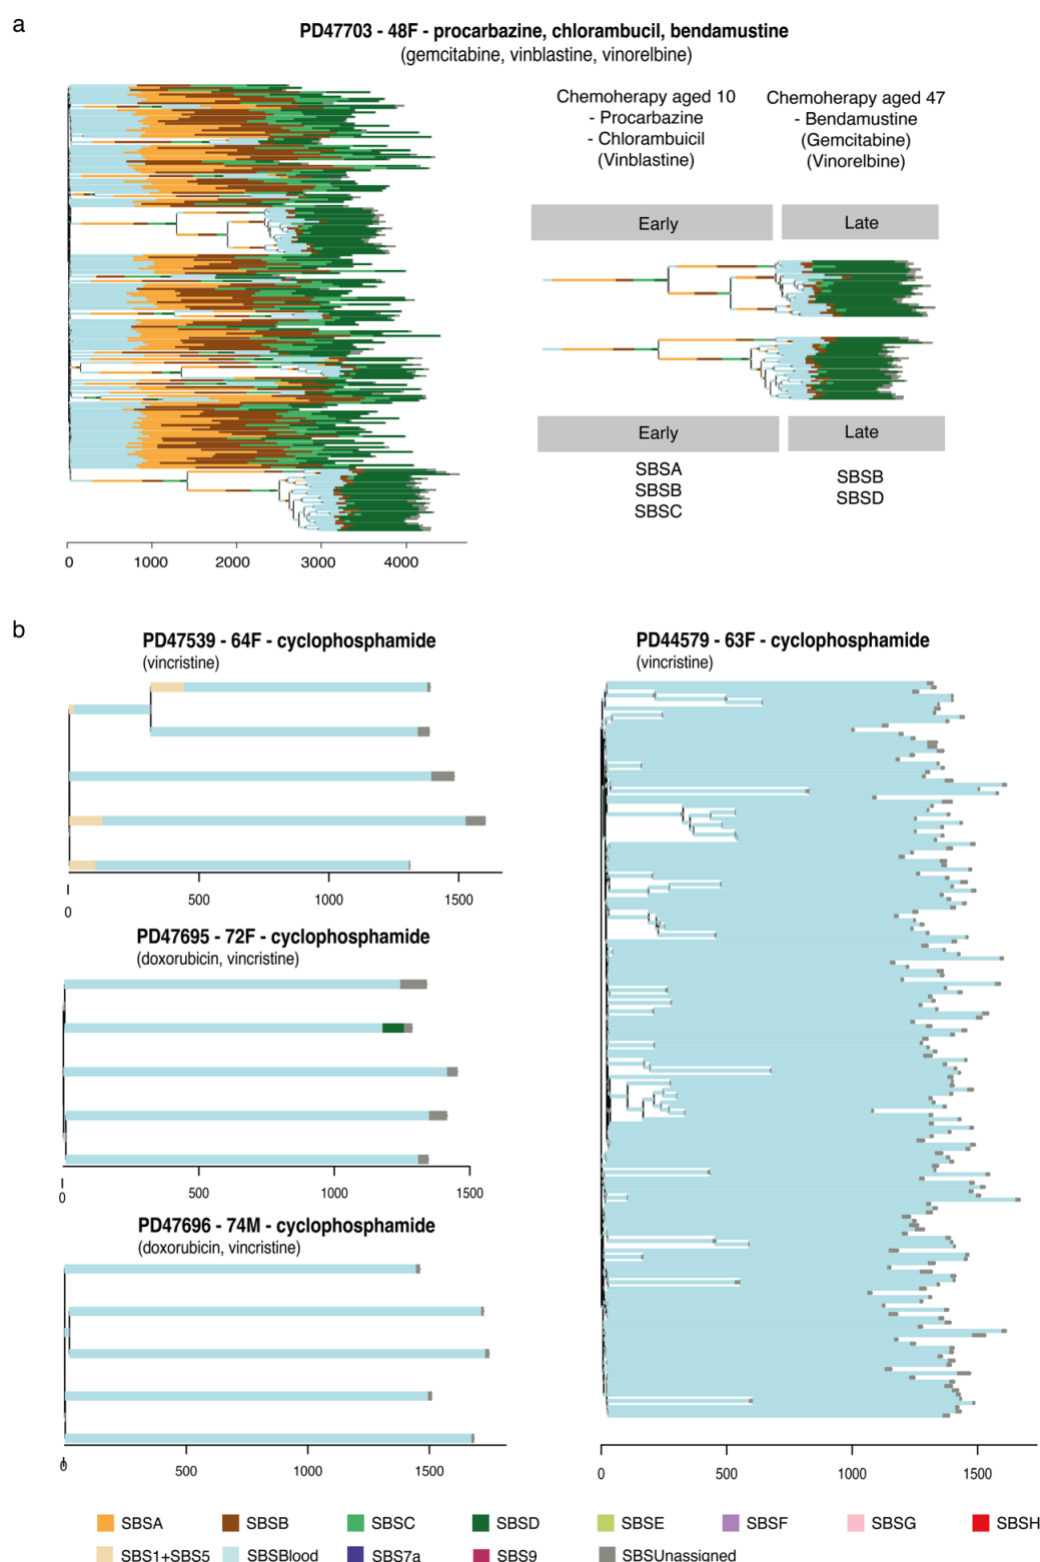 a
PD47703 - 48F - procarbazine, chlorambucil, bendamustine
(gemcitabine, vinblastine, vinorelbine)
Chemoherapy aged 10
- Procarbazine
- Chlorambuicil
(Vinblastine)
Chemoherapy aged 47
- Bendamustine
(Gemcitabine)
(Vinorelbine)
Early
Late
Early
Late
SBSA
SBSB
SBSC
SBSB
SBSD
0 1000 2000 3000 4000
b
PD47539 - 64F - cyclophosphamide
(vincristine)
0 500 1000 1500
PD47695 - 72F - cyclophosphamide
(doxorubicin, vincristine)
0 500 1000 1500
PD47696 - 74M - cyclophosphamide
(doxorubicin, vincristine)
0 500 1000 1500
PD44579 - 63F - cyclophosphamide
(vincristine)
0 500 1000 1500
SBSA SBSB SBSC SBSD SBSE SBSF SBSG SBSH
SBS1+SBS5 SBSBlood SBS7a SBS9 SBSUnassigned